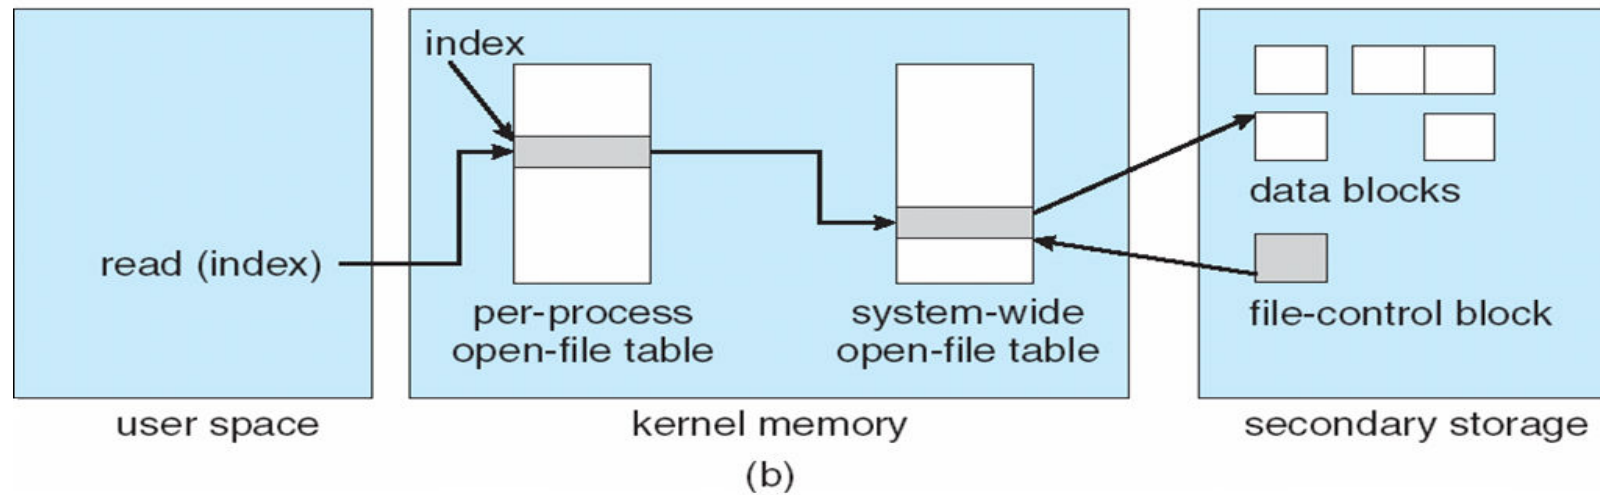 index
read (index)
per-process
open-file table
system-wide
open-file table
data blocks
file-control block
user space
kernel memory
secondary storage
(b)